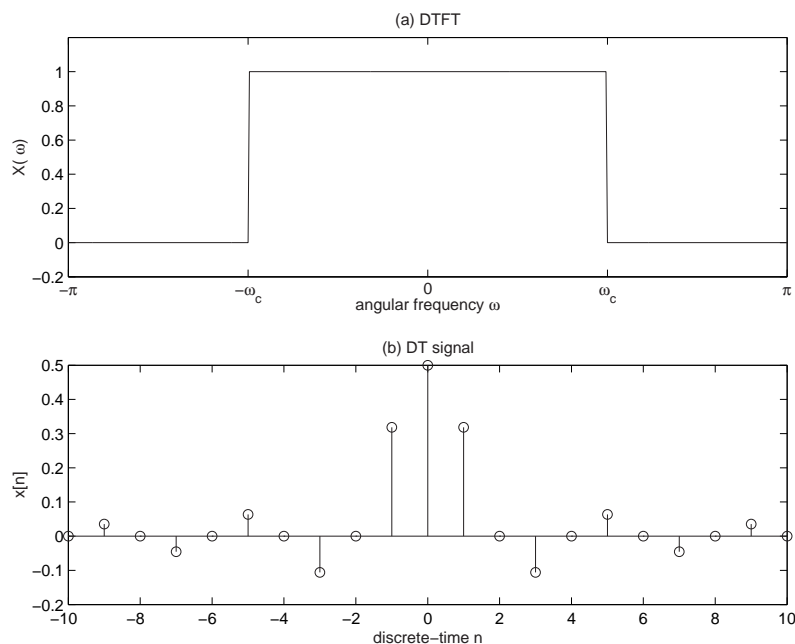 (a) DTFT
1
0.8
0.6
0.4
0.2
0
−0.2
X( ω)
−π −ω_c 0 ω_c π
angular frequency ω
(b) DT signal
0.5
0.4
0.3
0.2
0.1
0
−0.1
−0.2
x[n]
−10 −8 −6 −4 −2 0 2 4 6 8 10
discrete−time n